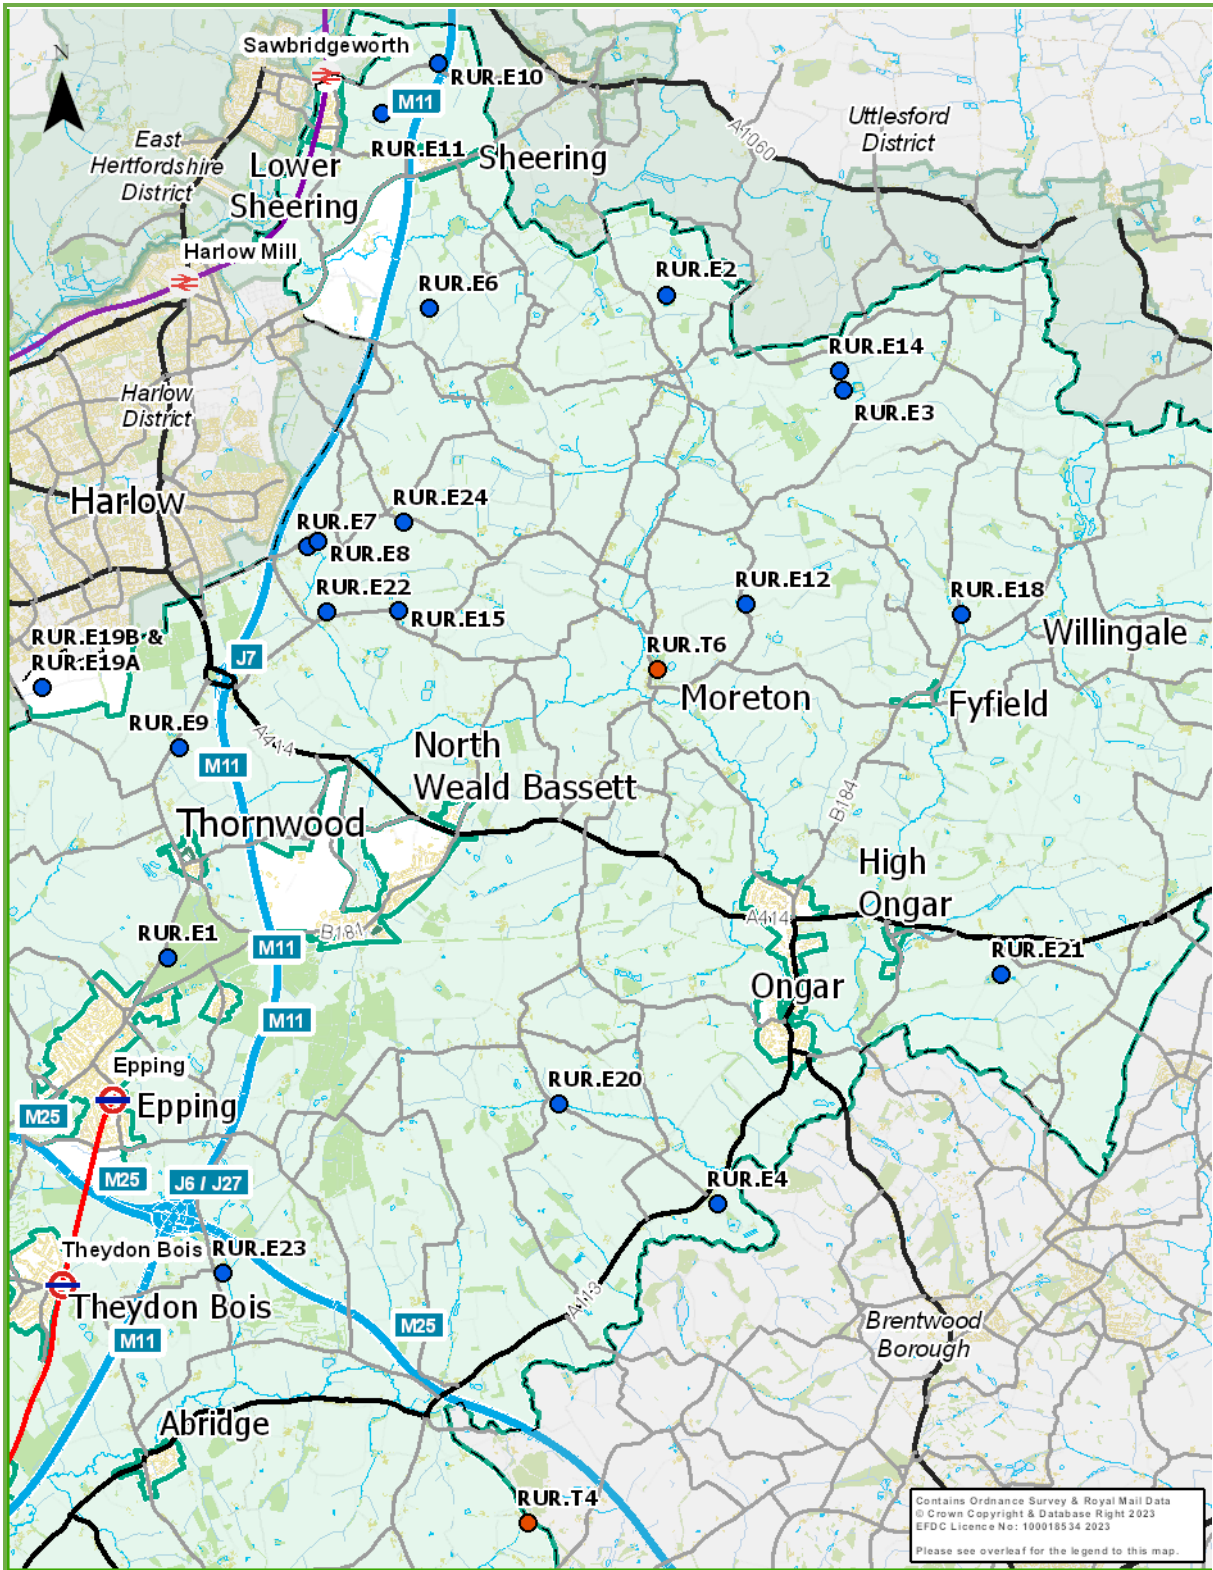 N
Sawbridgeworth
RUR.E10
M11
A1060
Uttlesford
District
East
Hertfordshire
District
RUR.E11
Sheering
Lower
Sheering
Harlow Mill
RUR.E6
RUR.E2
RUR.E14
RUR.E3
Harlow
District
Harlow
RUR.E24
RUR.E7
RUR.E8
RUR.E22
RUR.E15
RUR.E12
RUR.E18
Willingale
RUR.E19B &
RUR.E19A
J7
RUR.T6
Moreton
Fyfield
RUR.E9
A414
M11
North
Weald Bassett
B184
Thornwood
High
Ongar
A414
RUR.E1
B181
M11
RUR.E21
Ongar
M11
Epping
Epping
RUR.E20
M25
M25
J6 / J27
RUR.E4
Theydon Bois
RUR.E23
Theydon Bois
A113
M11
M25
Brentwood
Borough
Abridge
RUR.T4
Contains Ordnance Survey & Royal Mail Data
© Crown Copyright & Database Right 2023
EFDC Licence No: 100018534 2023
Please see overleaf for the legend to this map.